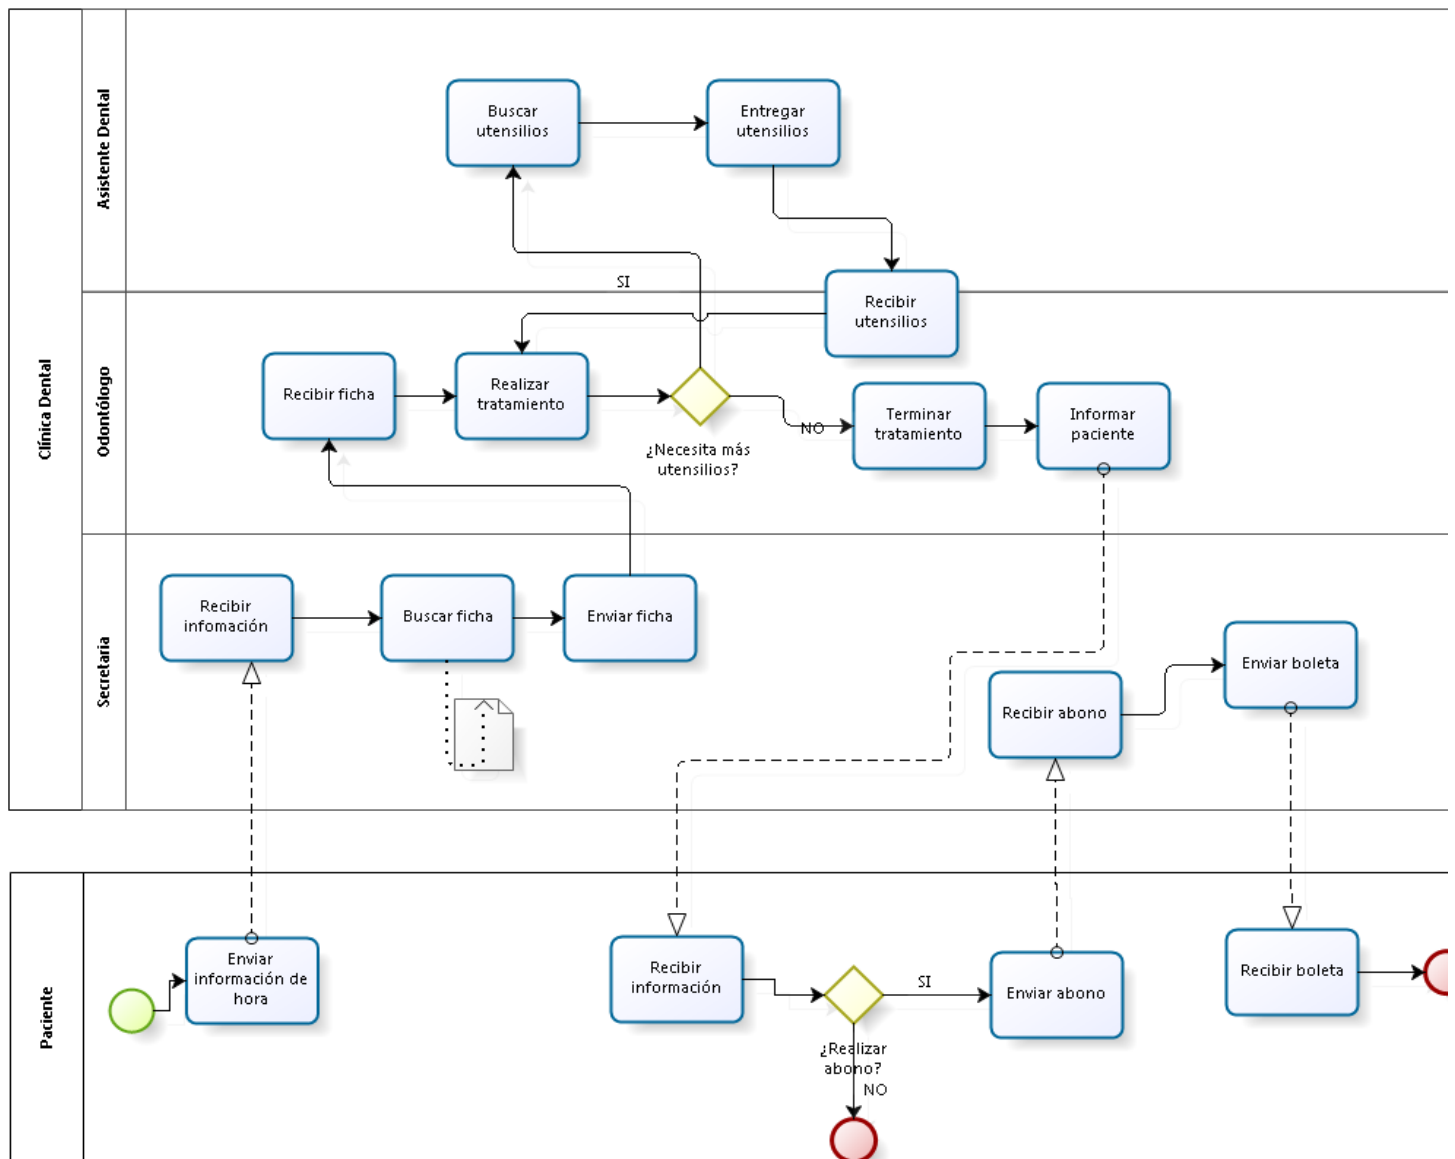 Clínica Dental
Asistente Dental
Buscar
utensilios
Entregar
utensilios
SI
Odontólogo
Recibir
utensilios
Recibir ficha
Realizar
tratamiento
¿Necesita más
utensilios?
NO
Terminar
tratamiento
Informar
paciente
Secretaria
Recibir
infomación
Buscar ficha
Enviar ficha
Recibir abono
Enviar boleta
Paciente
Enviar
información de
hora
Recibir
información
¿Realizar
abono?
SI
NO
Enviar abono
Recibir boleta